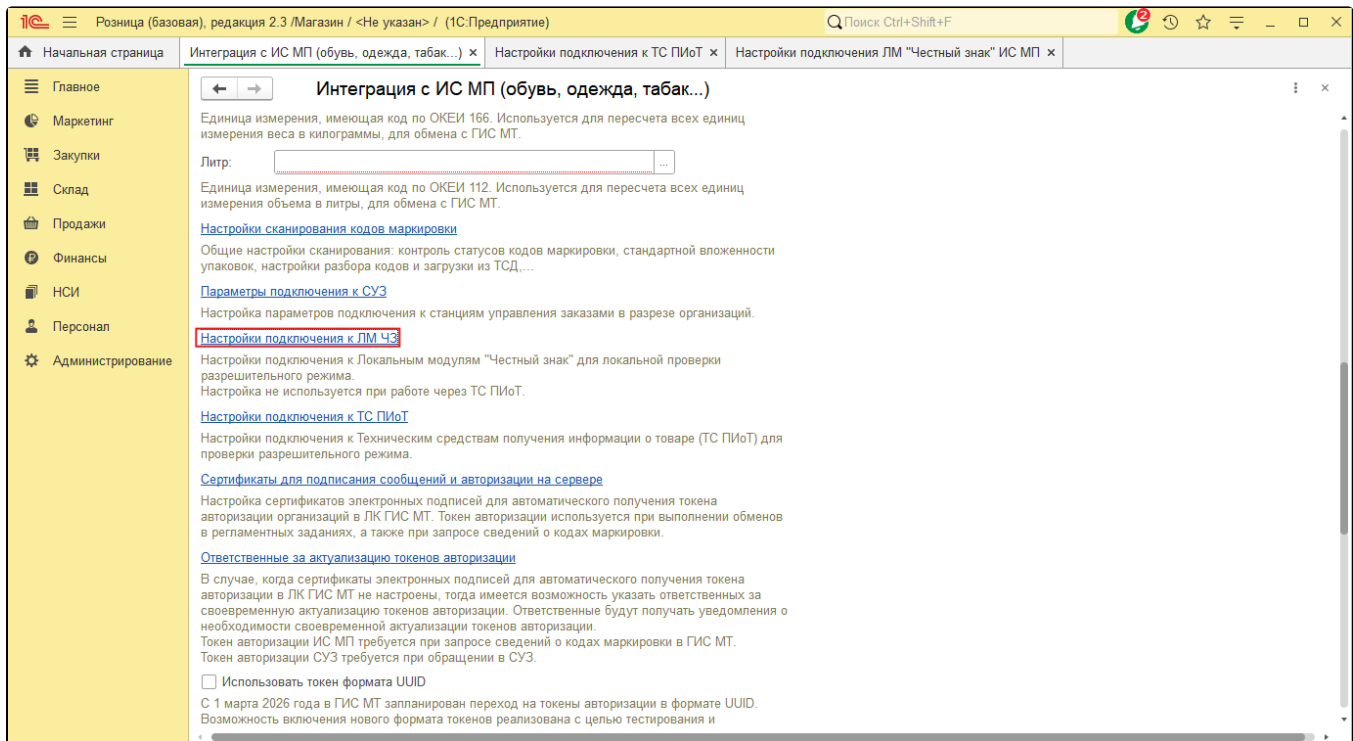 1С Розница (базовая), редакция 2.3 /Магазин / <Не указан> / (1С:Предприятие) Поиск Ctrl+Shift+F 2
Начальная страница Интеграция с ИС МП (обувь, одежда, табак...) × Настройки подключения к ТС ПИоТ × Настройки подключения ЛМ "Честный знак" ИС МП ×
Главное
Маркетинг
Закупки
Склад
Продажи
Финансы
НСИ
Персонал
Администрирование
Интеграция с ИС МП (обувь, одежда, табак...)
Единица измерения, имеющая код по ОКЕИ 166. Используется для пересчета всех единиц
измерения веса в килограммы, для обмена с ГИС МТ.
Литр: ...
Единица измерения, имеющая код по ОКЕИ 112. Используется для пересчета всех единиц
измерения объема в литры, для обмена с ГИС МТ.
Настройки сканирования кодов маркировки
Общие настройки сканирования: контроль статусов кодов маркировки, стандартной вложенности
упаковок, настройки разбора кодов и загрузки из ТСД,...
Параметры подключения к СУЗ
Настройка параметров подключения к станциям управления заказами в разрезе организаций.
Настройки подключения к ЛМ ЧЗ
Настройки подключения к Локальным модулям "Честный знак" для локальной проверки
разрешительного режима.
Настройка не используется при работе через ТС ПИоТ.
Настройки подключения к ТС ПИоТ
Настройки подключения к Техническим средствам получения информации о товаре (ТС ПИоТ) для
проверки разрешительного режима.
Сертификаты для подписания сообщений и авторизации на сервере
Настройка сертификатов электронных подписей для автоматического получения токена
авторизации организаций в ЛК ГИС МТ. Токен авторизации используется при выполнении обменов
в регламентных заданиях, а также при запросе сведений о кодах маркировки.
Ответственные за актуализацию токенов авторизации
В случае, когда сертификаты электронных подписей для автоматического получения токена
авторизации в ЛК ГИС МТ не настроены, тогда имеется возможность указать ответственных за
своевременную актуализацию токенов авторизации. Ответственные будут получать уведомления о
необходимости своевременной актуализации токенов авторизации.
Токен авторизации ИС МП требуется при запросе сведений о кодах маркировки в ГИС МТ.
Токен авторизации СУЗ требуется при обращении в СУЗ.
Использовать токен формата UUID
С 1 марта 2026 года в ГИС МТ запланирован переход на токены авторизации в формате UUID.
Возможность включения нового формата токенов реализована с целью тестирования и